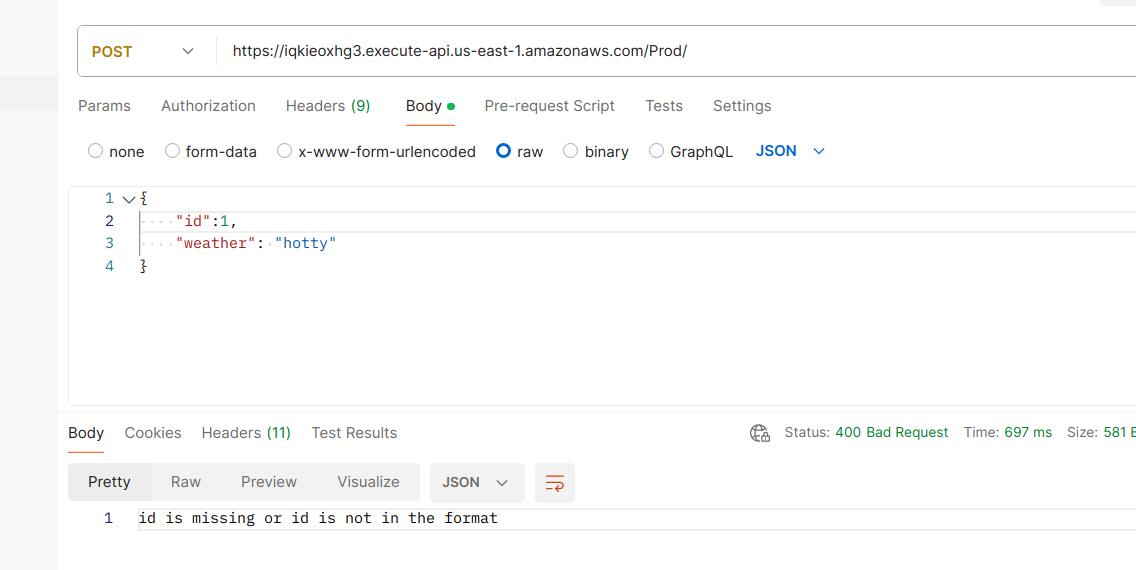 POST https://iqkieoxhg3.execute-api.us-east-1.amazonaws.com/Prod/
Params Authorization Headers (9) Body Pre-request Script Tests Settings
none form-data x-www-form-urlencoded raw binary GraphQL JSON
1 {
2 "id":1,
3 "weather": "hotty"
4 }
Body Cookies Headers (11) Test Results Status: 400 Bad Request Time: 697 ms Size: 581
Pretty Raw Preview Visualize JSON
1 id is missing or id is not in the format